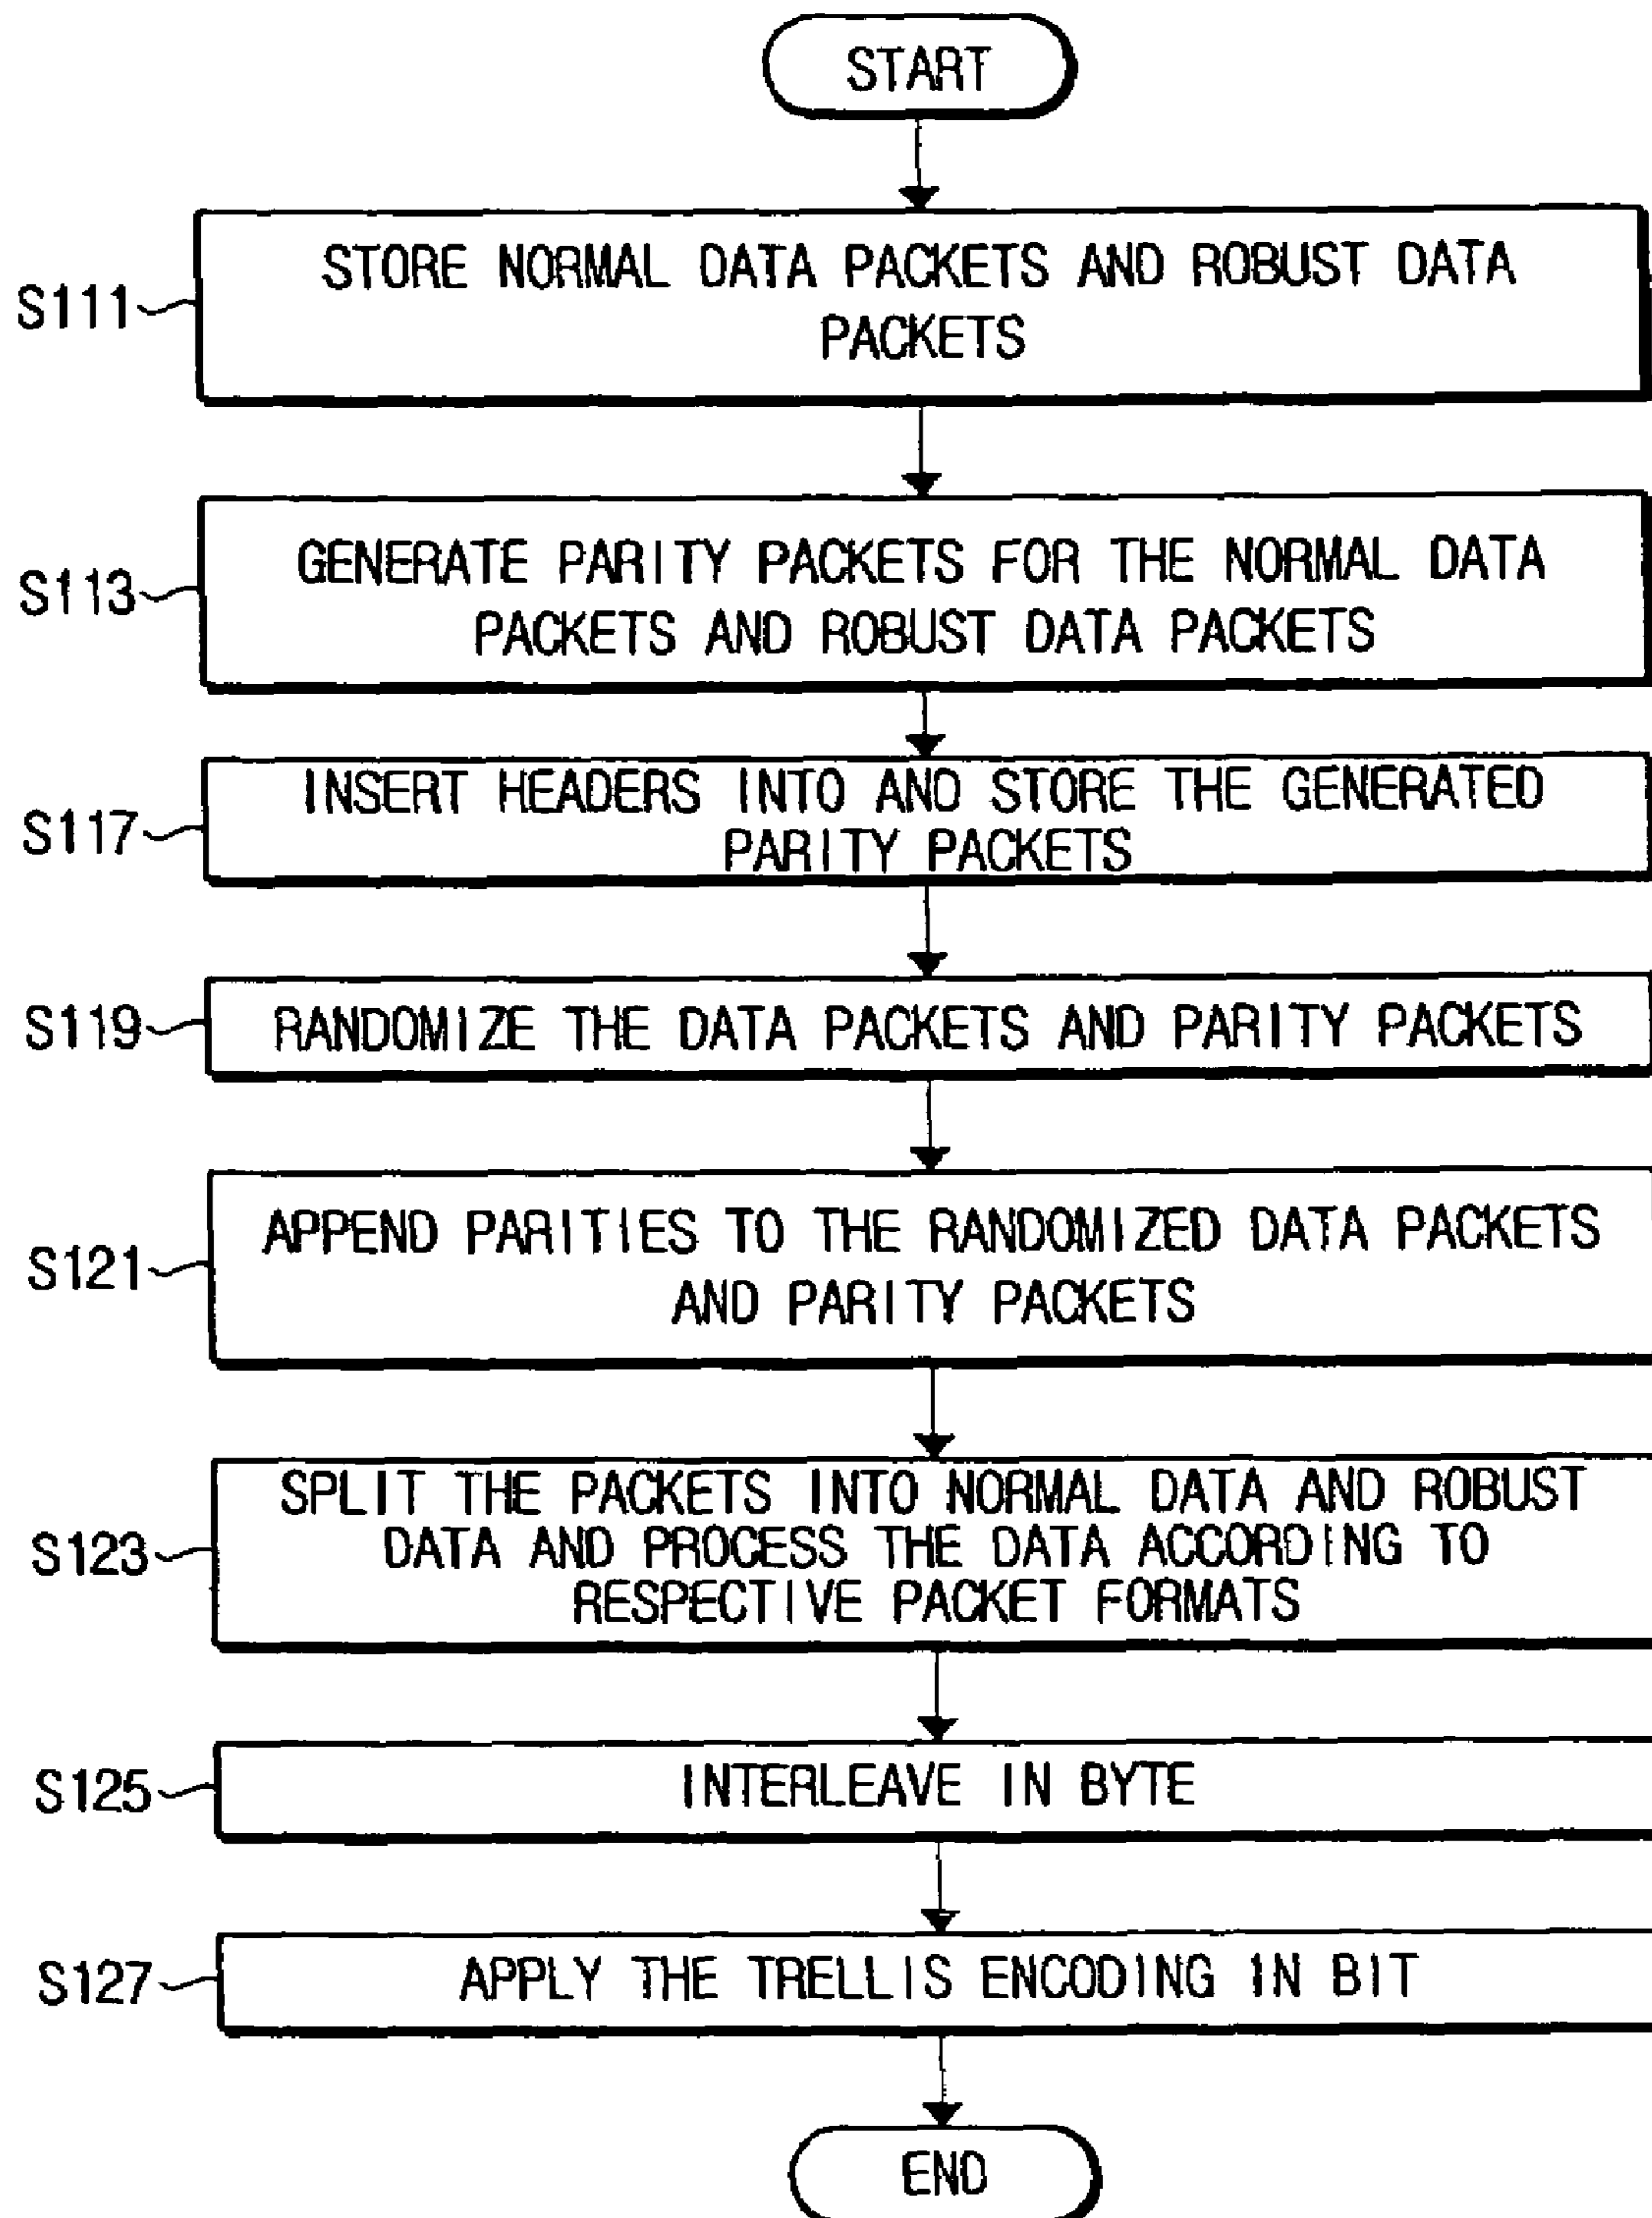 START
S111
STORE NORMAL DATA PACKETS AND ROBUST DATA
PACKETS
S113
GENERATE PARITY PACKETS FOR THE NORMAL DATA
PACKETS AND ROBUST DATA PACKETS
S117
INSERT HEADERS INTO AND STORE THE GENERATED
PARITY PACKETS
S119
RANDOMIZE THE DATA PACKETS AND PARITY PACKETS
S121
APPEND PARITIES TO THE RANDOMIZED DATA PACKETS
AND PARITY PACKETS
S123
SPLIT THE PACKETS INTO NORMAL DATA AND ROBUST
DATA AND PROCESS THE DATA ACCORDING TO
RESPECTIVE PACKET FORMATS
S125
INTERLEAVE IN BYTE
S127
APPLY THE TRELLIS ENCODING IN BIT
END